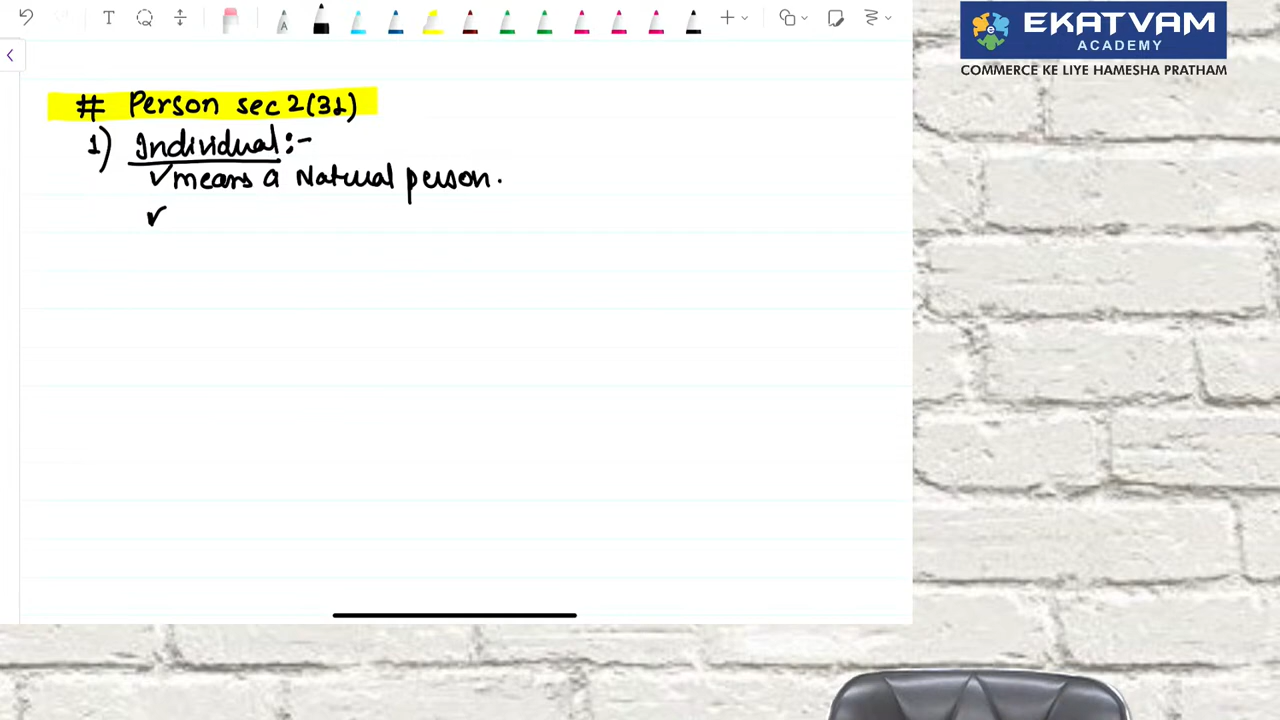 EKATVAM
ACADEMY
COMMERCE KE LIYE HAMESHA PRATHAM
# Person sec 2(31)
1) Individual :-
✓ means a Natural person.
✓